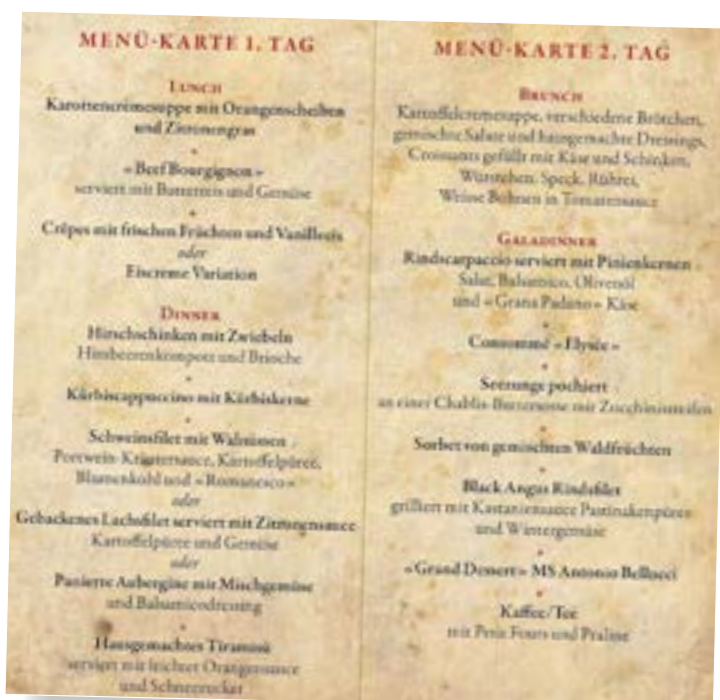 MENÜ-KARTE 1. TAG
LUNCH
Karottencrèmesuppe mit Orangenscheiben
und Zitronengras
•
«Beef Bourgignon»
serviert mit Butterreis und Gemüse
•
Crêpes mit frischen Früchten und Vanilleeis
oder
Eiscreme Variation
DINNER
Hirschschinken mit Zwiebeln
Himbeerenkompott und Brioche
•
Kürbiscappuccino mit Kürbiskerne
•
Schweinsfilet mit Walnüssen
Portwein-Kräutersauce, Kartoffelpüree,
Blumenkohl und «Romanesco»
oder
Gebackenes Lachsfilet serviert mit Zitronensauce
Kartoffelpüree und Gemüse
oder
Panierte Aubergine mit Mischgemüse
und Balsamicodressing
•
Hausgemachtes Tiramisù
serviert mit leichter Orangensauce
und Schneezucker
MENÜ-KARTE 2. TAG
BRUNCH
Kartoffelcremesuppe, verschiedene Brötchen,
gemischte Salate und hausgemachte Dressings,
Croissants gefüllt mit Käse und Schinken,
Würstchen, Speck, Rührei,
Weisse Bohnen in Tomatensauce
GALADINNER
Rindscarpaccio serviert mit Pinienkernen
Salat, Balsamico, Olivenöl
und «Grana Padano» Käse
•
Consommé «Elysée»
•
Seezunge pochiert
an einer Chablis-Buttersauce mit Zucchinistreifen
•
Sorbet von gemischten Waldfrüchten
•
Black Angus Rindsfilet
grilliert mit Kastaniensauce Pastinakenpüree
und Wintergemüse
•
«Grand Dessert» MS Antonio Bellucci
•
Kaffee/Tee
mit Petit Fours und Praline